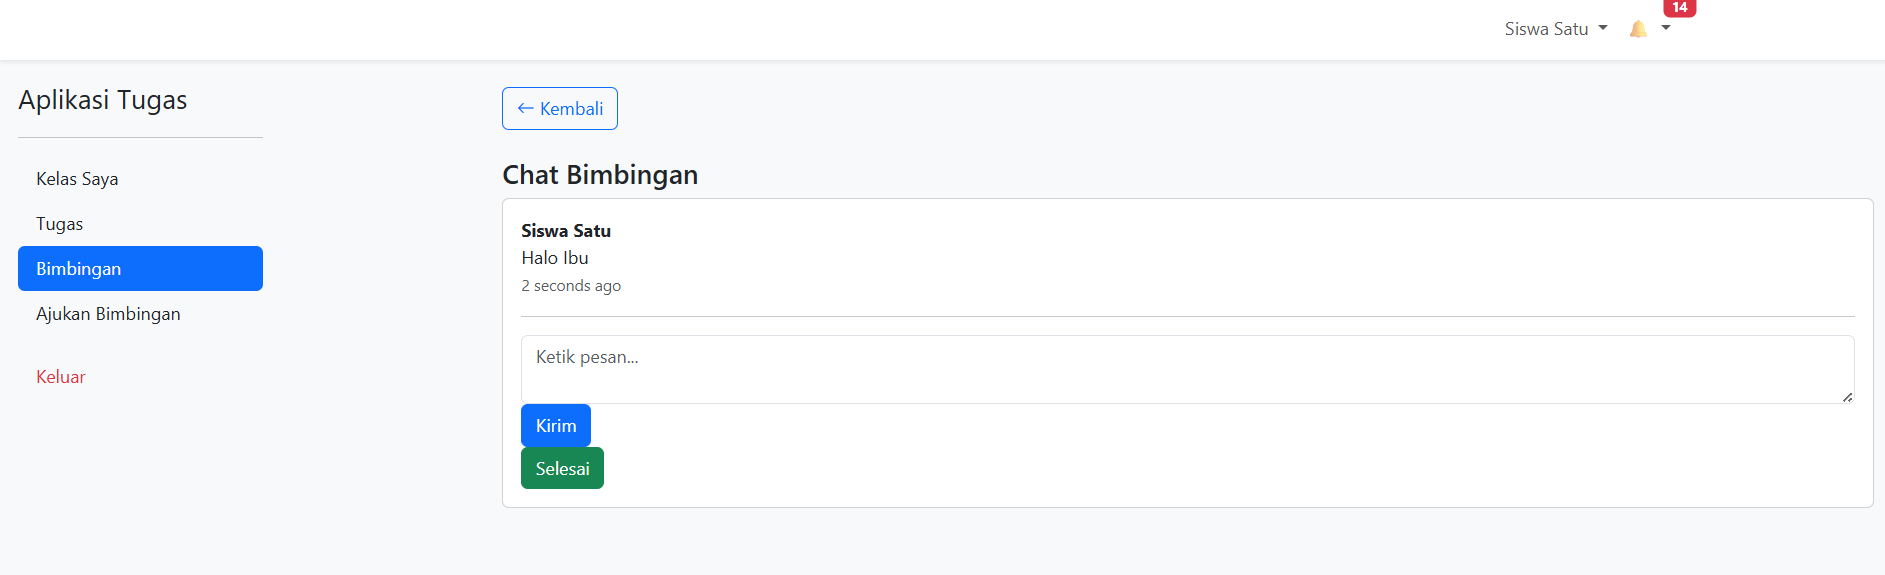 14
Siswa Satu
Aplikasi Tugas
Kelas Saya
Tugas
Bimbingan
Ajukan Bimbingan
Keluar
← Kembali
Chat Bimbingan
Siswa Satu
Halo Ibu
2 seconds ago
Ketik pesan...
Kirim
Selesai